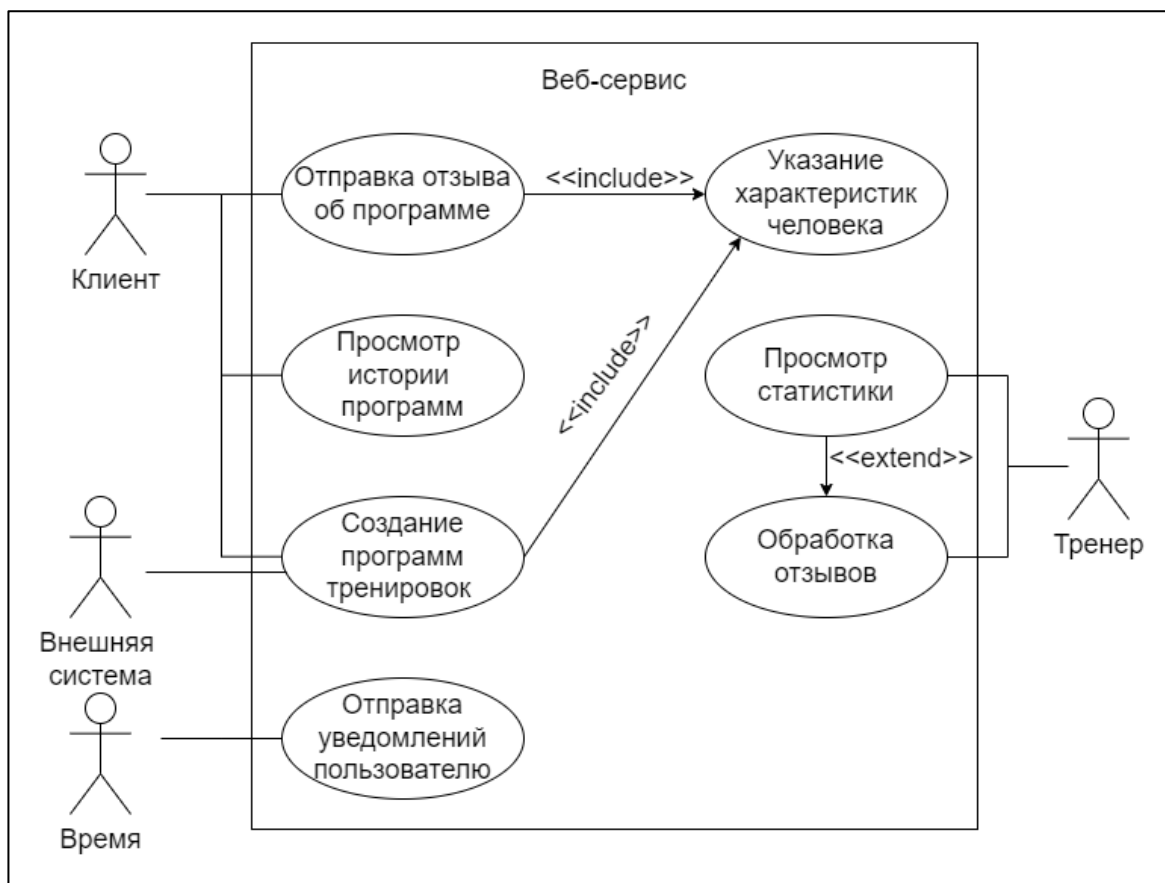 Веб-сервис
Клиент
Отправка отзыва
об программе
<<include>>
Указание
характеристик
человека
Просмотр
истории
программ
<<include>>
Просмотр
статистики
<<extend>>
Внешняя
система
Создание
программ
тренировок
Обработка
отзывов
Тренер
Время
Отправка
уведомлений
пользователю